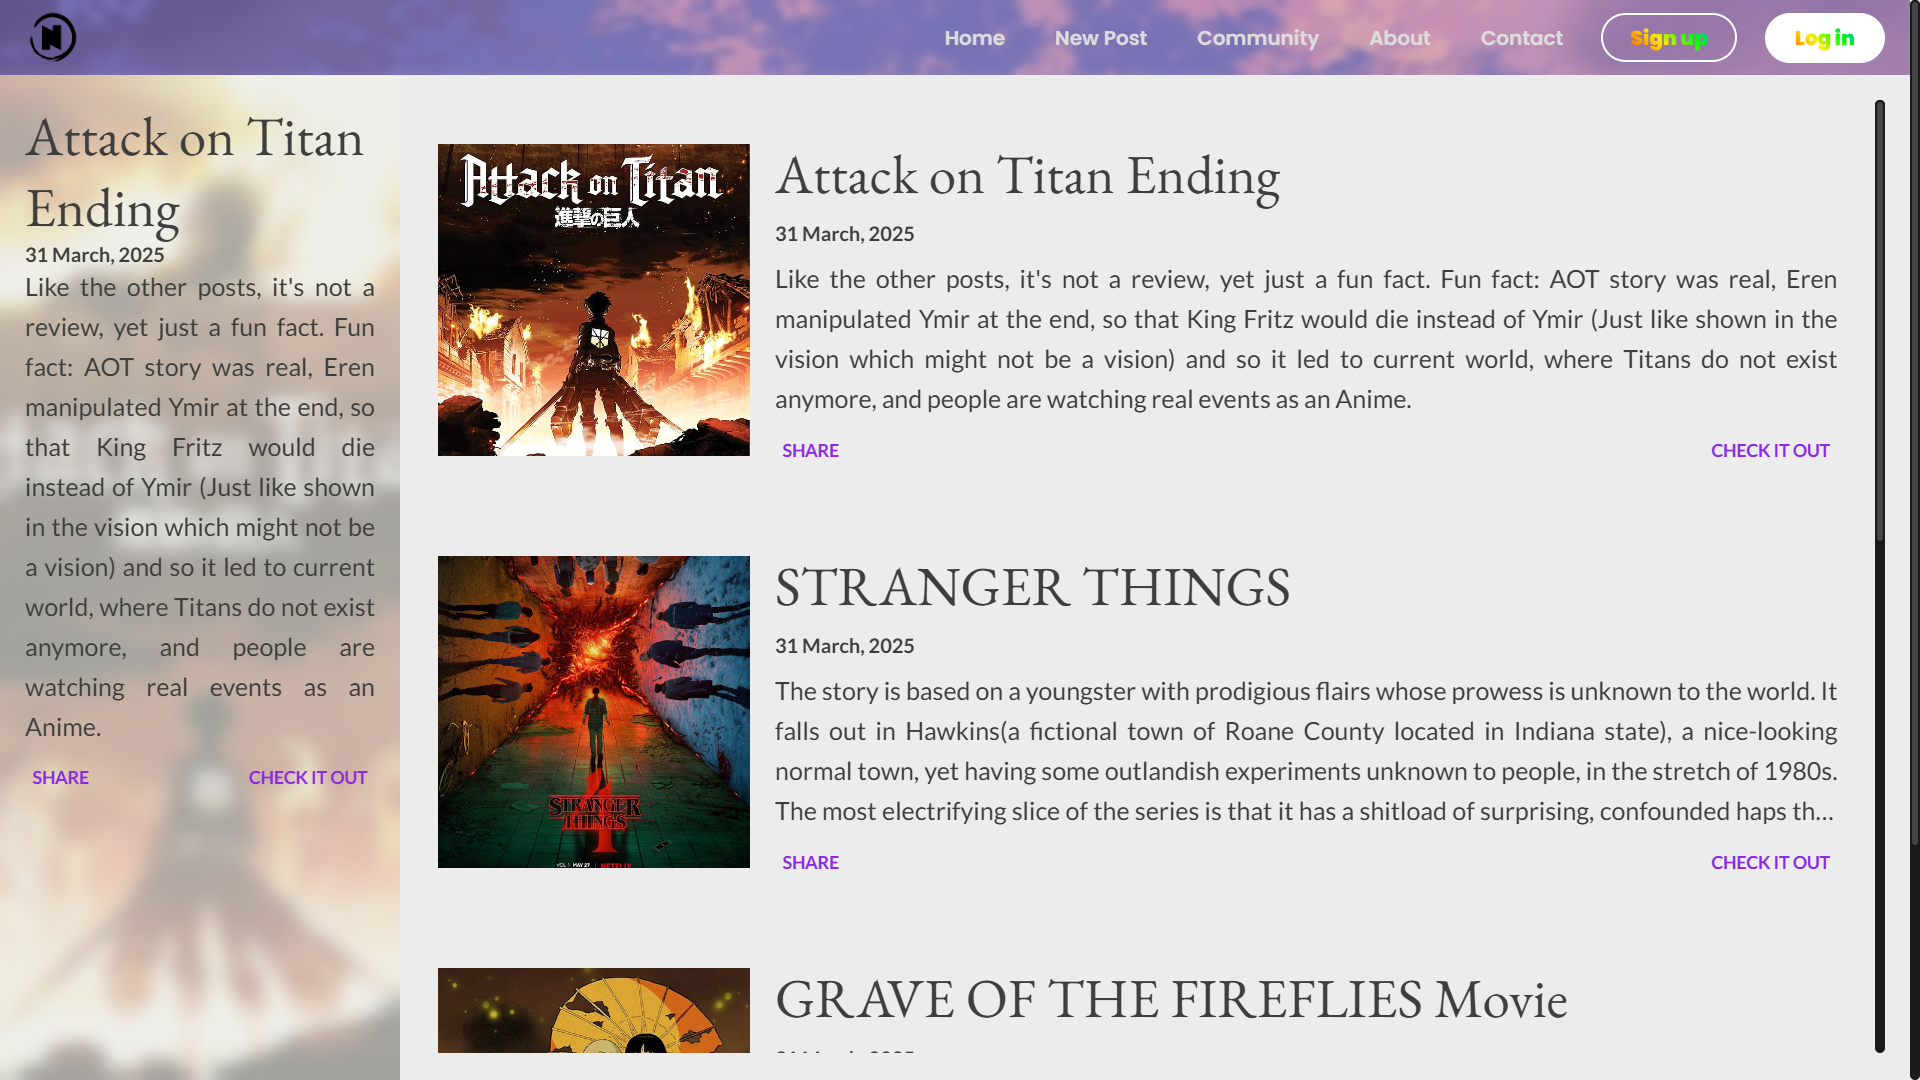 N
Home
New Post
Community
About
Contact
Sign up
Log in
Attack on Titan
Ending
31 March, 2025
Like the other posts, it's not a
review, yet just a fun fact. Fun
fact: AOT story was real, Eren
manipulated Ymir at the end, so
that King Fritz would die
instead of Ymir (Just like shown
in the vision which might not be
a vision) and so it led to current
world, where Titans do not exist
anymore, and people are
watching real events as an
Anime.
SHARE
CHECK IT OUT
Attack on Titan
進撃の巨人
Attack on Titan Ending
31 March, 2025
Like the other posts, it's not a review, yet just a fun fact. Fun fact: AOT story was real, Eren
manipulated Ymir at the end, so that King Fritz would die instead of Ymir (Just like shown in the
vision which might not be a vision) and so it led to current world, where Titans do not exist
anymore, and people are watching real events as an Anime.
SHARE
CHECK IT OUT
STRANGER
THINGS
4
VOL 1 MAY 27 | NETFLIX
STRANGER THINGS
31 March, 2025
The story is based on a youngster with prodigious flairs whose prowess is unknown to the world. It
falls out in Hawkins(a fictional town of Roane County located in Indiana state), a nice-looking
normal town, yet having some outlandish experiments unknown to people, in the stretch of 1980s.
The most electrifying slice of the series is that it has a shitload of surprising, confounded haps th...
SHARE
CHECK IT OUT
GRAVE OF THE FIREFLIES Movie